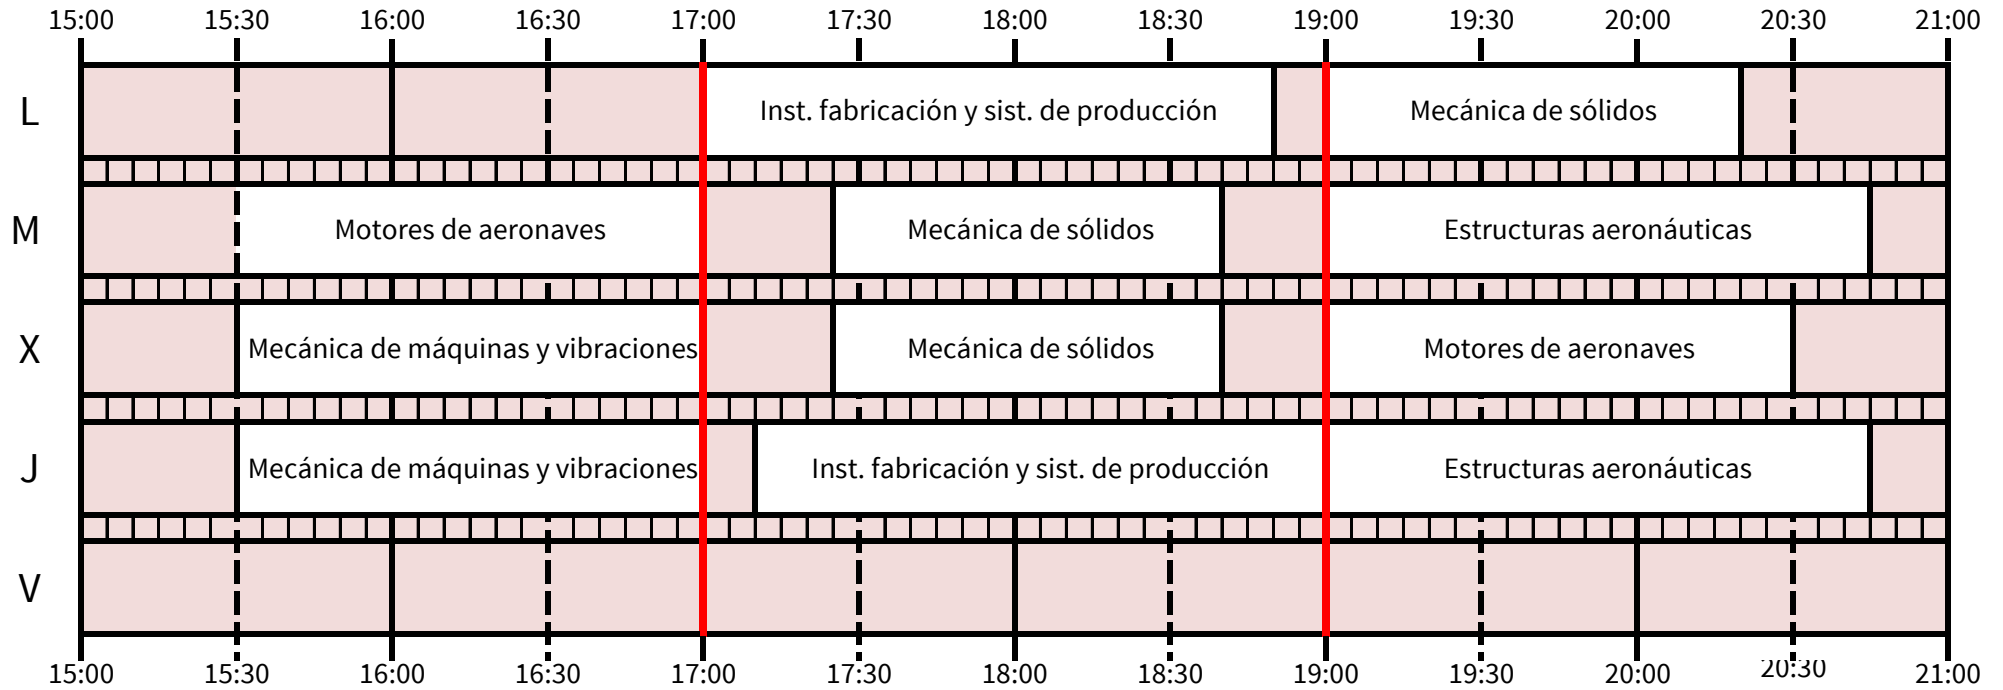 15:00 15:30 16:00 16:30 17:00 17:30 18:00 18:30 19:00 19:30 20:00 20:30 21:00
L Inst. fabricación y sist. de producción Mecánica de sólidos
M Motores de aeronaves Mecánica de sólidos Estructuras aeronáuticas
X Mecánica de máquinas y vibraciones Mecánica de sólidos Motores de aeronaves
J Mecánica de máquinas y vibraciones Inst. fabricación y sist. de producción Estructuras aeronáuticas
V
15:00 15:30 16:00 16:30 17:00 17:30 18:00 18:30 19:00 19:30 20:00 20:30 21:00